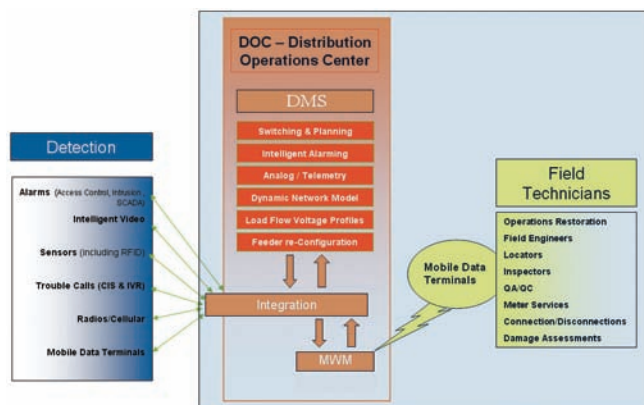 DOC – Distribution
Operations Center
DMS
Switching & Planning
Intelligent Alarming
Analog / Telemetry
Dynamic Network Model
Load Flow Voltage Profiles
Feeder re-Configuration
Detection
Alarms (Access Control, Intrusion,
SCADA)
Intelligent Video
Sensors (Including RFID)
Trouble Calls (CIS & IVR)
Radios/Cellular
Mobile Data Terminals
Integration
MWM
Mobile Data
Terminals
Field
Technicians
Operations Restoration
Field Engineers
Locators
Inspectors
QA/QC
Meter Services
Connection/Disconnections
Damage Assessments